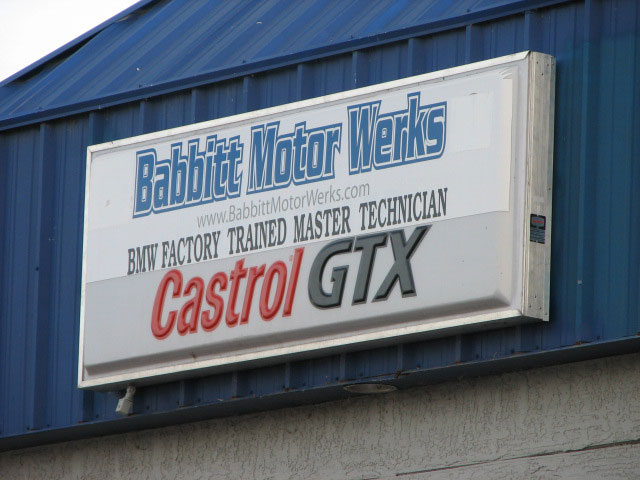 Babbitt Motor Werks
www.BabbittMotorWerks.com
BMW FACTORY TRAINED MASTER TECHNICIAN
Castrol GTX